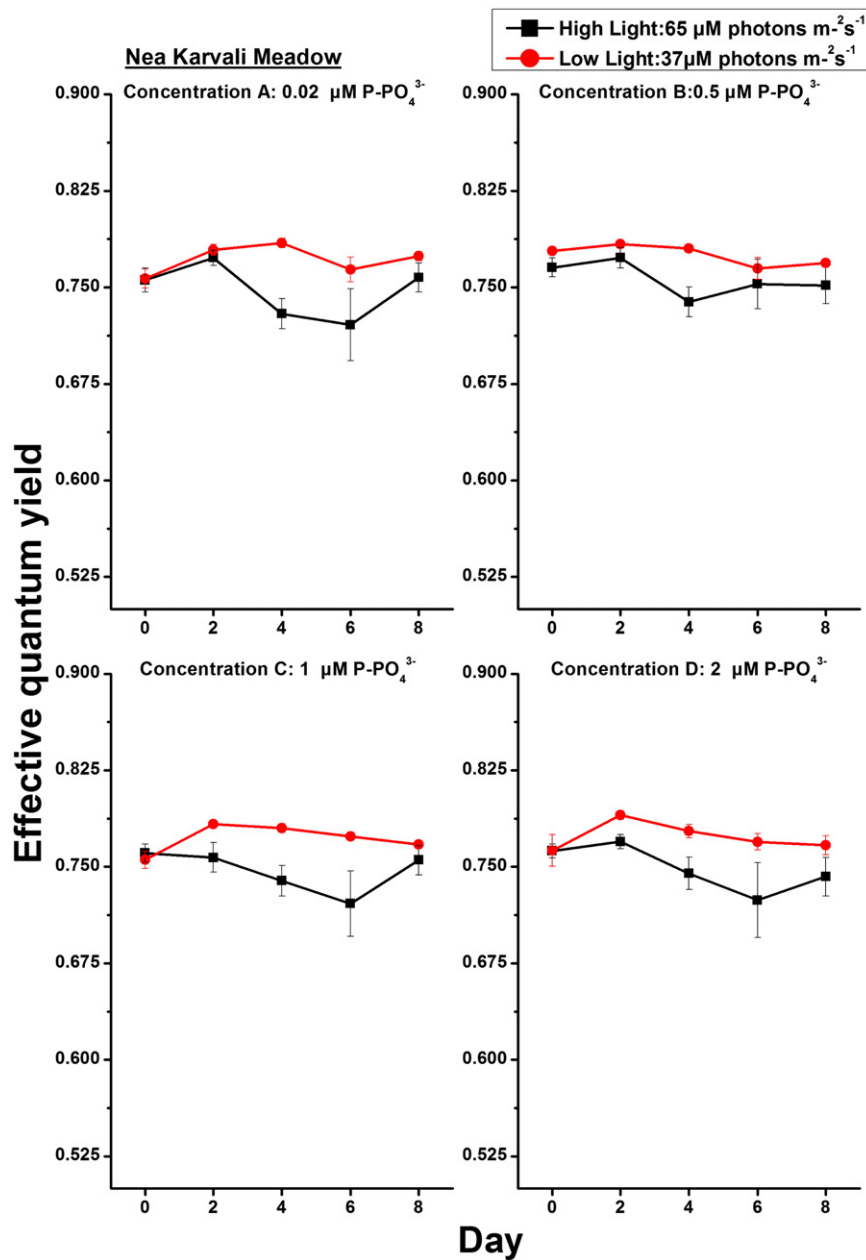 High Light:65 µM photons m-²s⁻¹
Low Light:37µM photons m-²s⁻¹
Nea Karvali Meadow
Concentration A: 0.02 µM P-PO₄³⁻
Concentration B:0.5 µM P-PO₄³⁻
0.900
0.825
0.750
0.675
0.600
0.525
0 2 4 6 8
0.900
0.825
0.750
0.675
0.600
0.525
0 2 4 6 8
Concentration C: 1 µM P-PO₄³⁻
Concentration D: 2 µM P-PO₄³⁻
0.900
0.825
0.750
0.675
0.600
0.525
0 2 4 6 8
0.900
0.825
0.750
0.675
0.600
0.525
0 2 4 6 8
Effective quantum yield
Day